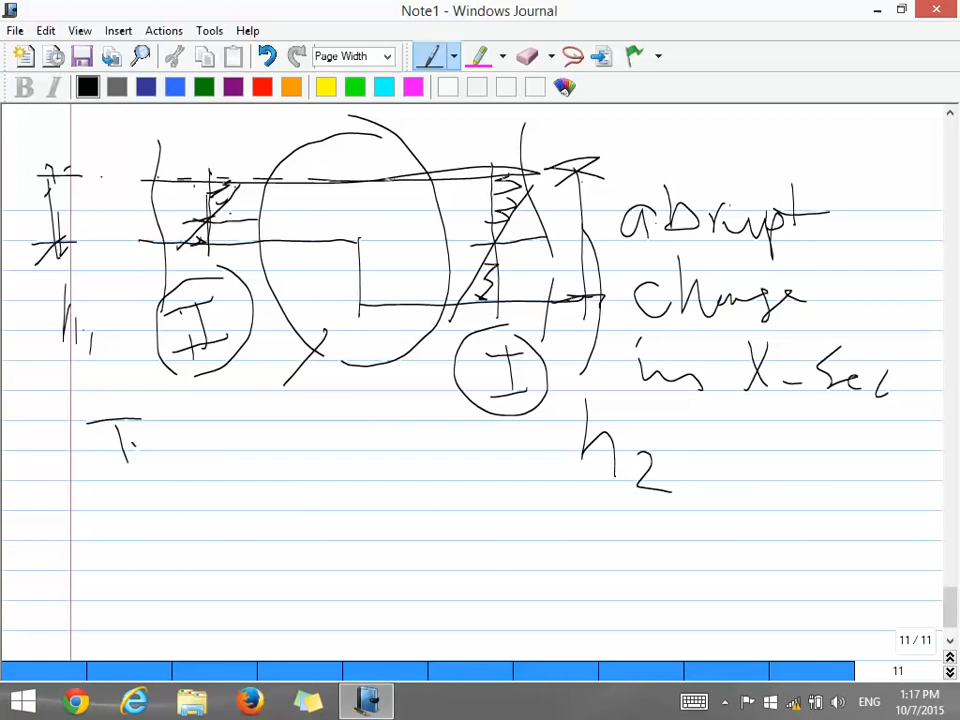 Note1 - Windows Journal
File Edit View Insert Actions Tools Help
Page Width
B I
abrupt
change
in X-Sec
h1
I
I
h2
11 / 11
11
ENG
1:17 PM
10/7/2015